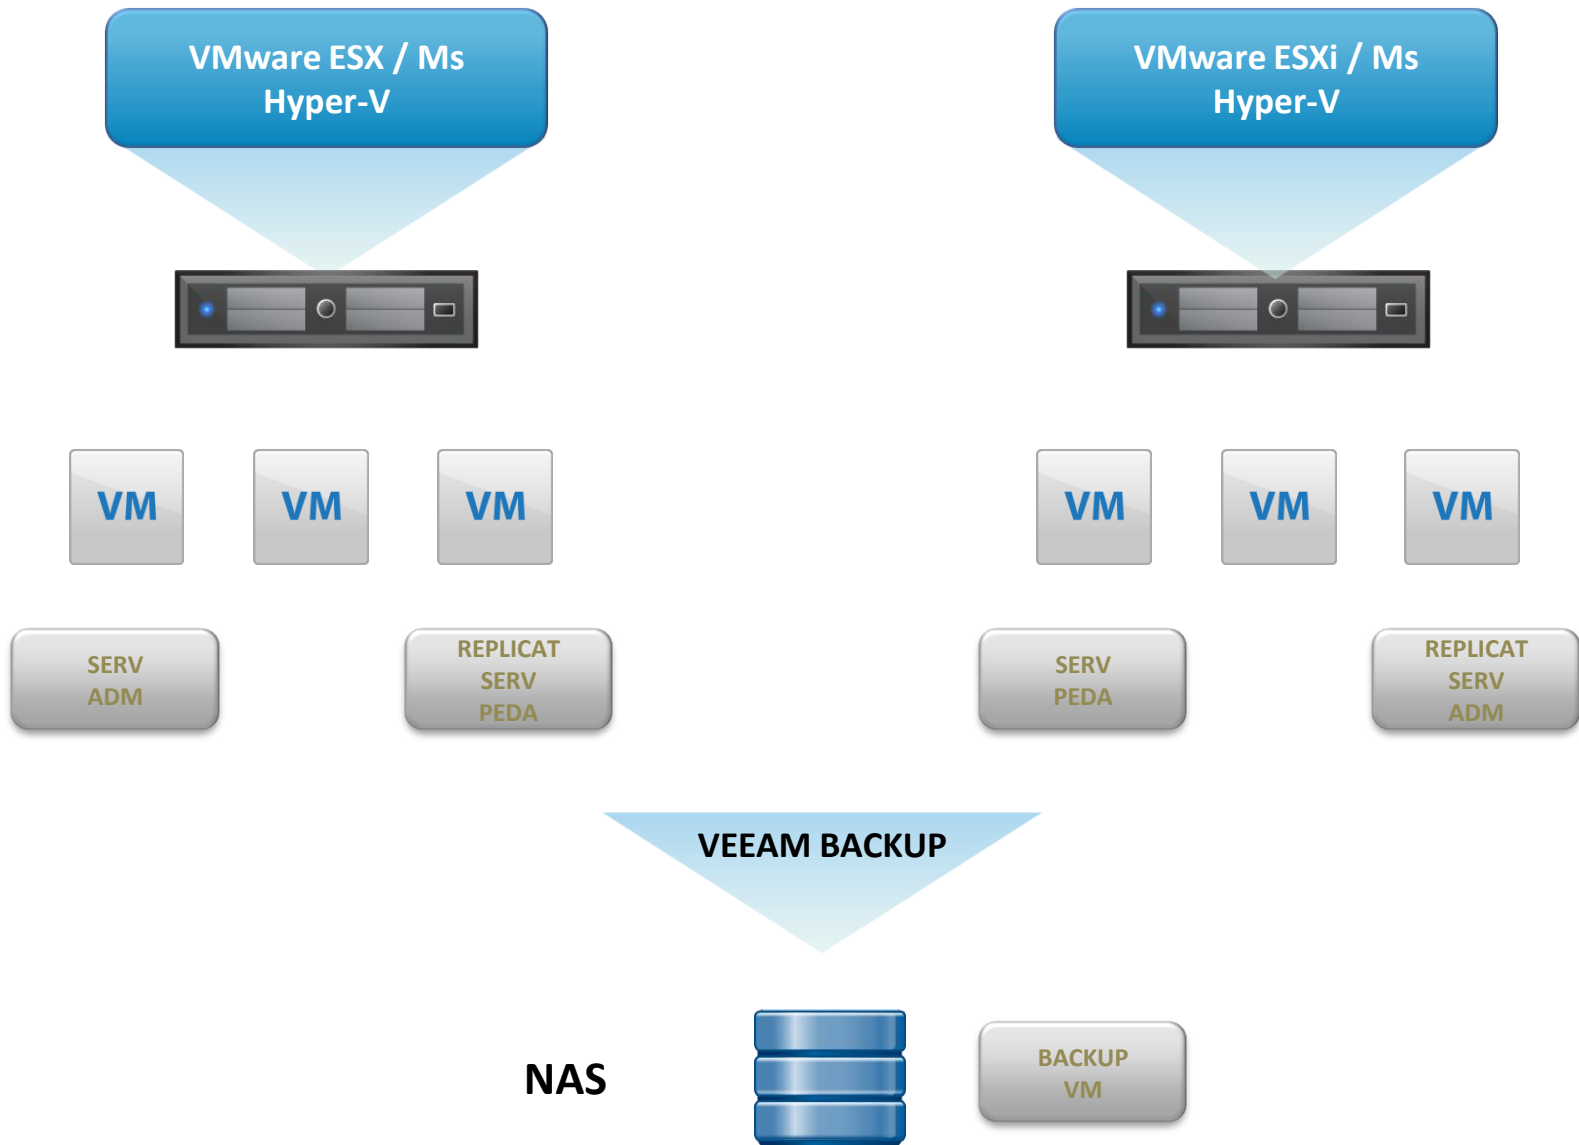 VMware ESX / Ms
Hyper-V
VMware ESXi / Ms
Hyper-V
VM
VM
VM
VM
VM
VM
SERV
ADM
REPLICAT
SERV
PEDA
SERV
PEDA
REPLICAT
SERV
ADM
VEEAM BACKUP
NAS
BACKUP
VM